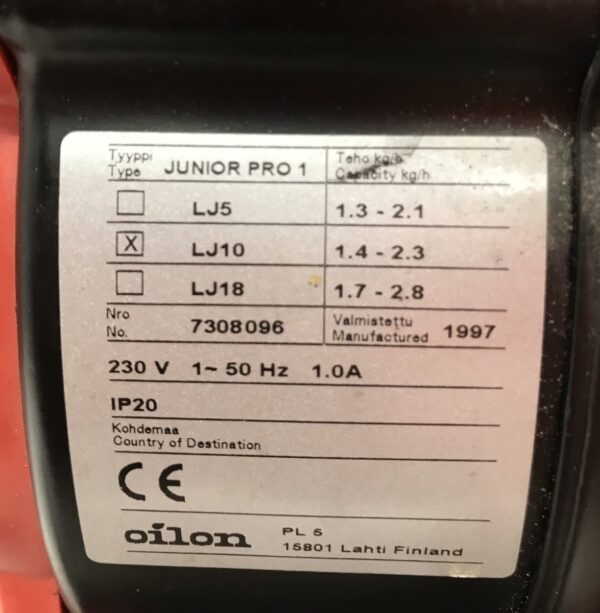 Tyyppi Type JUNIOR PRO 1 Teho kg/h Capacity kg/h
LJ5 1.3 - 2.1
X LJ10 1.4 - 2.3
LJ18 1.7 - 2.8
Nro No. 7308096 Valmistettu Manufactured 1997
230 V 1~ 50 Hz 1.0A
IP20
Kohdemaa
Country of Destination
CE
oilon PL 5
15801 Lahti Finland